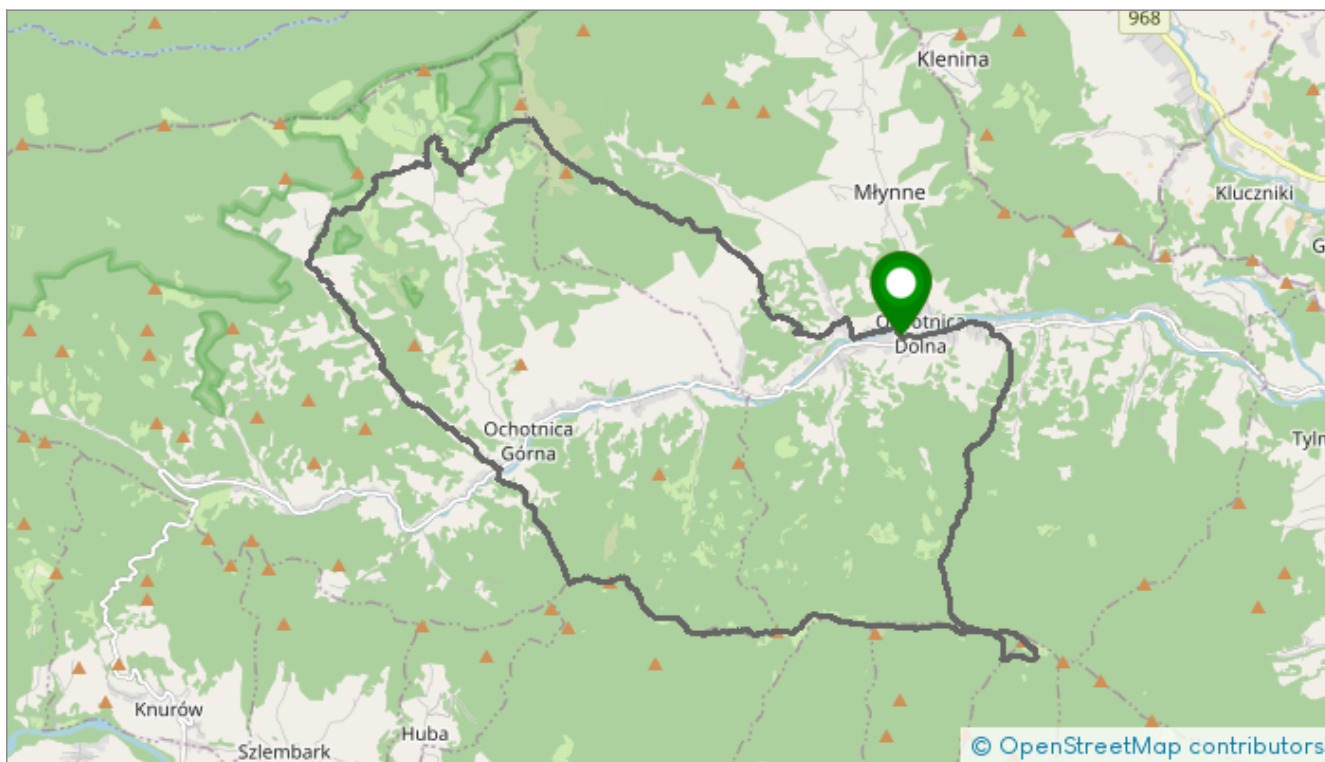 968
Klenina
Młynne
Kluczniki
Dolna
Ochotnica
Górna
Knurów
Huba
Szlembark
© OpenStreetMap contributors